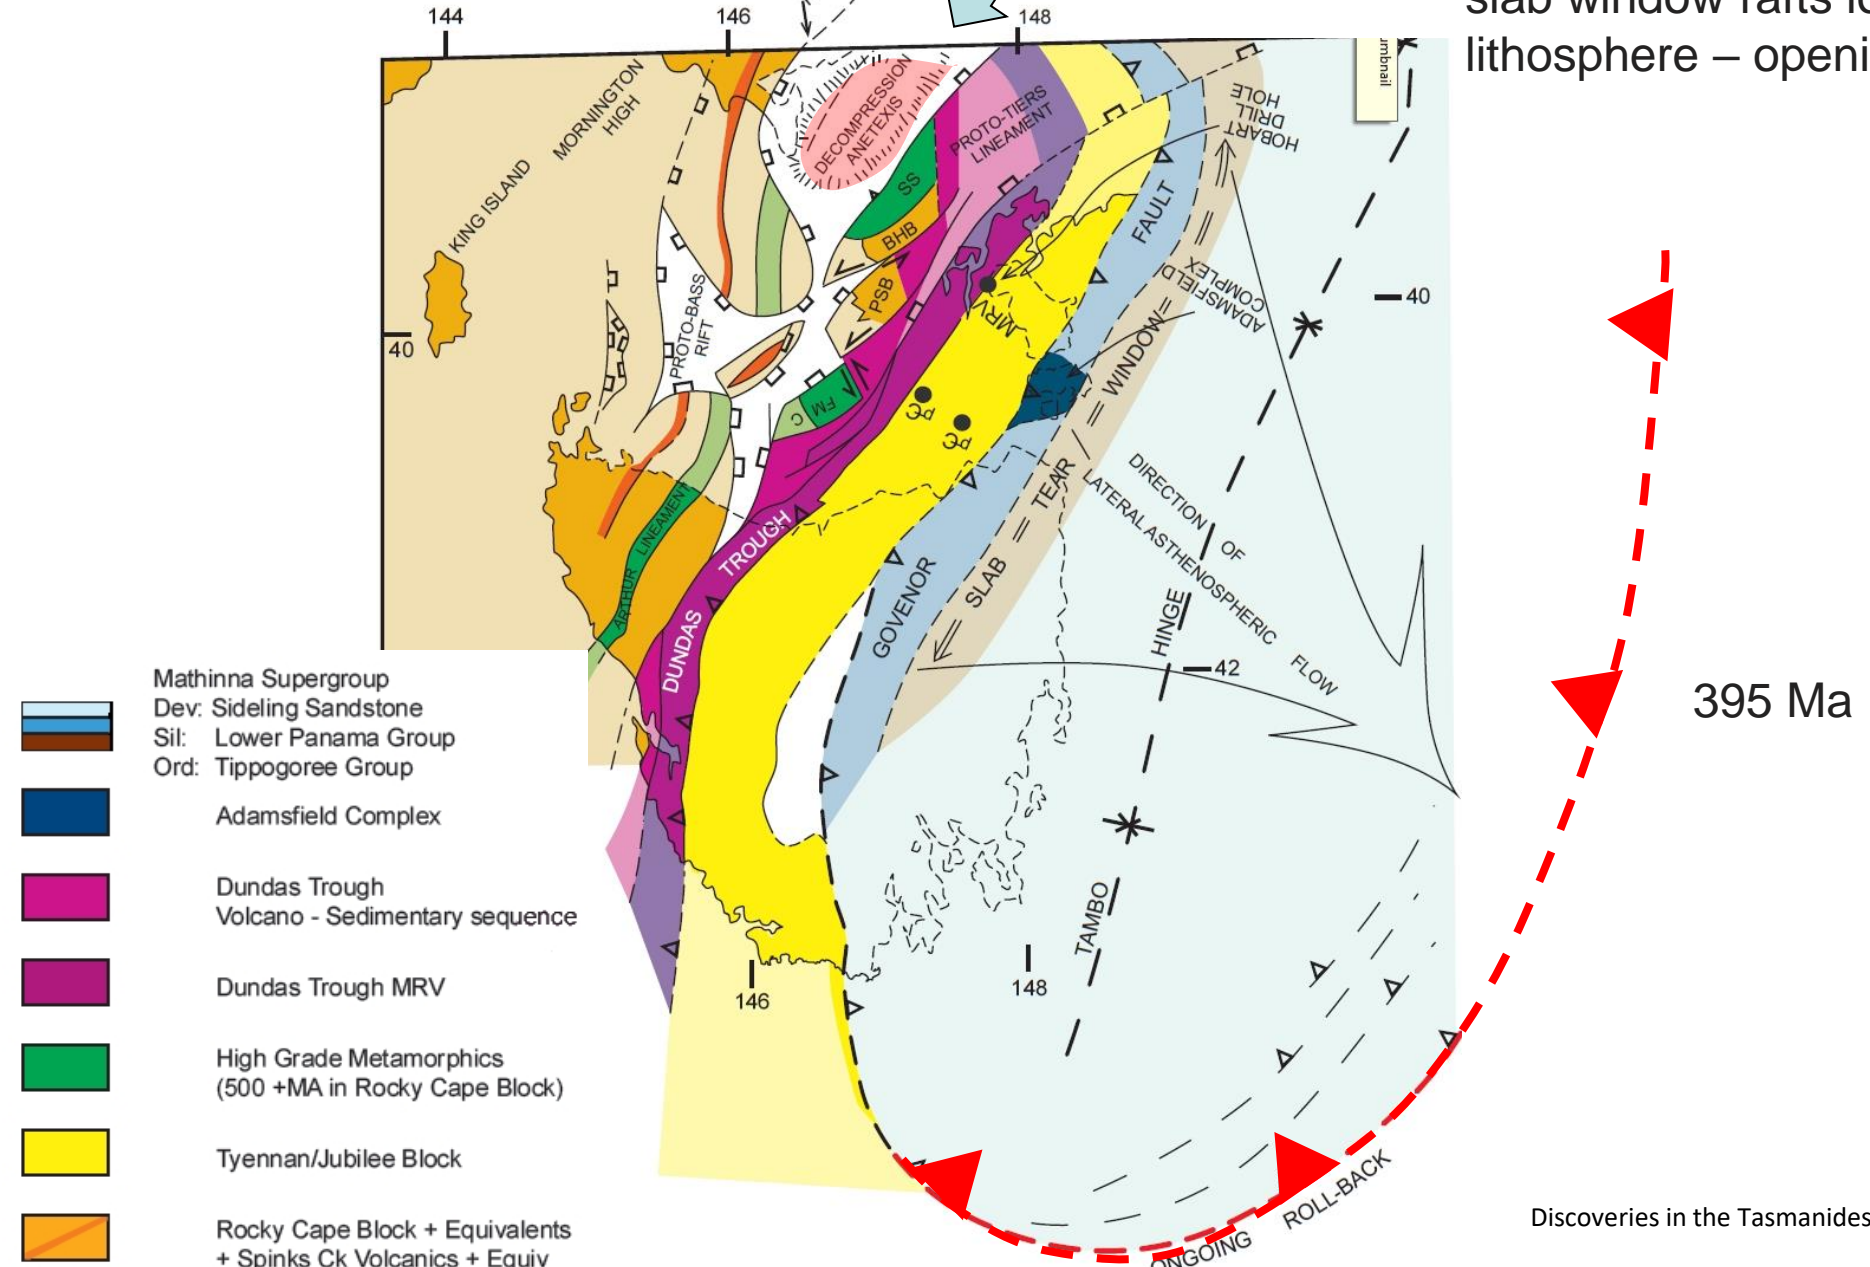 144
146
148
slab window rafts
lithosphere – openi
umbnail
KING ISLAND
MORNINGTON
HIGH
DECOMPRESSION
ANETEXIS
PROTO-TIERS
LINEAMENT
HOBART
DRILL
HOLE
SS
BHB
PSB
FAULT
ADAMSFIELD
COMPLEX
40
40
PROTO-BASS
RIFT
MRV
FM
C
pC
pC
WINDOW
TEAR
SLAB
DIRECTION OF
LATERAL ASTHENOSPHERIC FLOW
ARTHUR LINEAMENT
DUNDAS TROUGH
GOVENOR
HINGE
TAMBO
42
395 Ma
146
148
ONGOING ROLL-BACK
Mathinna Supergroup
Dev: Sideling Sandstone
Sil: Lower Panama Group
Ord: Tippogoree Group
Adamsfield Complex
Dundas Trough
Volcano - Sedimentary sequence
Dundas Trough MRV
High Grade Metamorphics
(500 +MA in Rocky Cape Block)
Tyennan/Jubilee Block
Rocky Cape Block + Equivalents
+ Spinks Ck Volcanics + Equiv
Discoveries in the Tasmanides